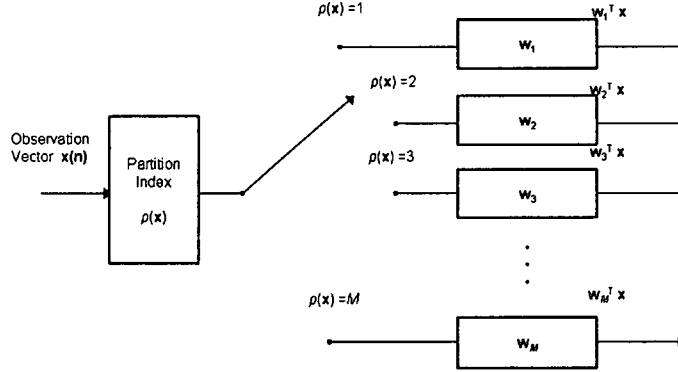 Observation
Vector x(n)
Partition
Index
ρ(x)
ρ(x) =1
w₁
w₁ᵀ x
ρ(x) =2
w₂
w₂ᵀ x
ρ(x) =3
w₃
w₃ᵀ x
ρ(x) =M
w_M
w_Mᵀ x